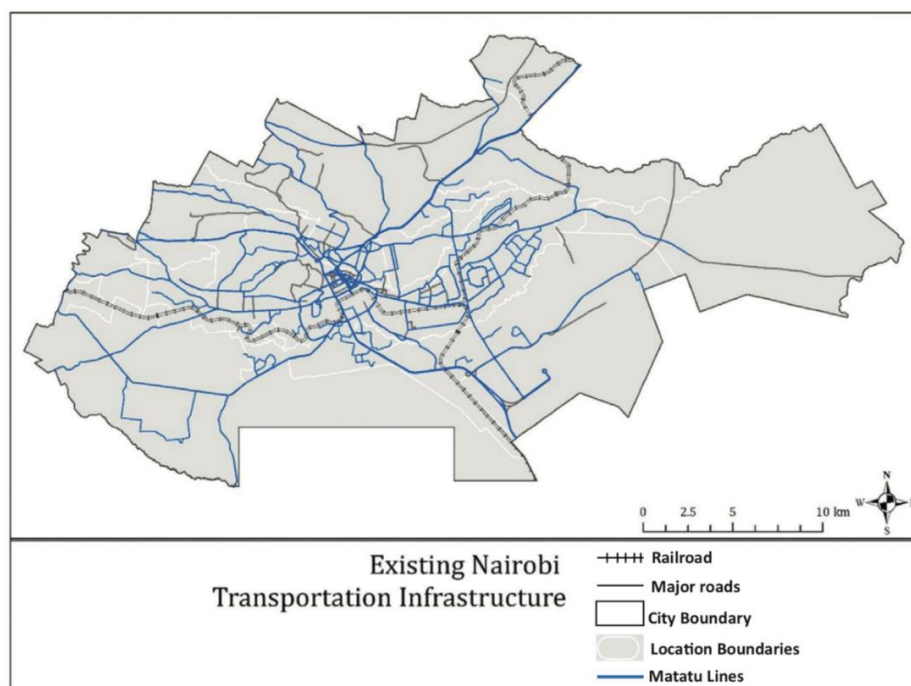 N
W
S
0 2.5 5 10 km
Existing Nairobi
Transportation Infrastructure
Railroad
Major roads
City Boundary
Location Boundaries
Matatu Lines